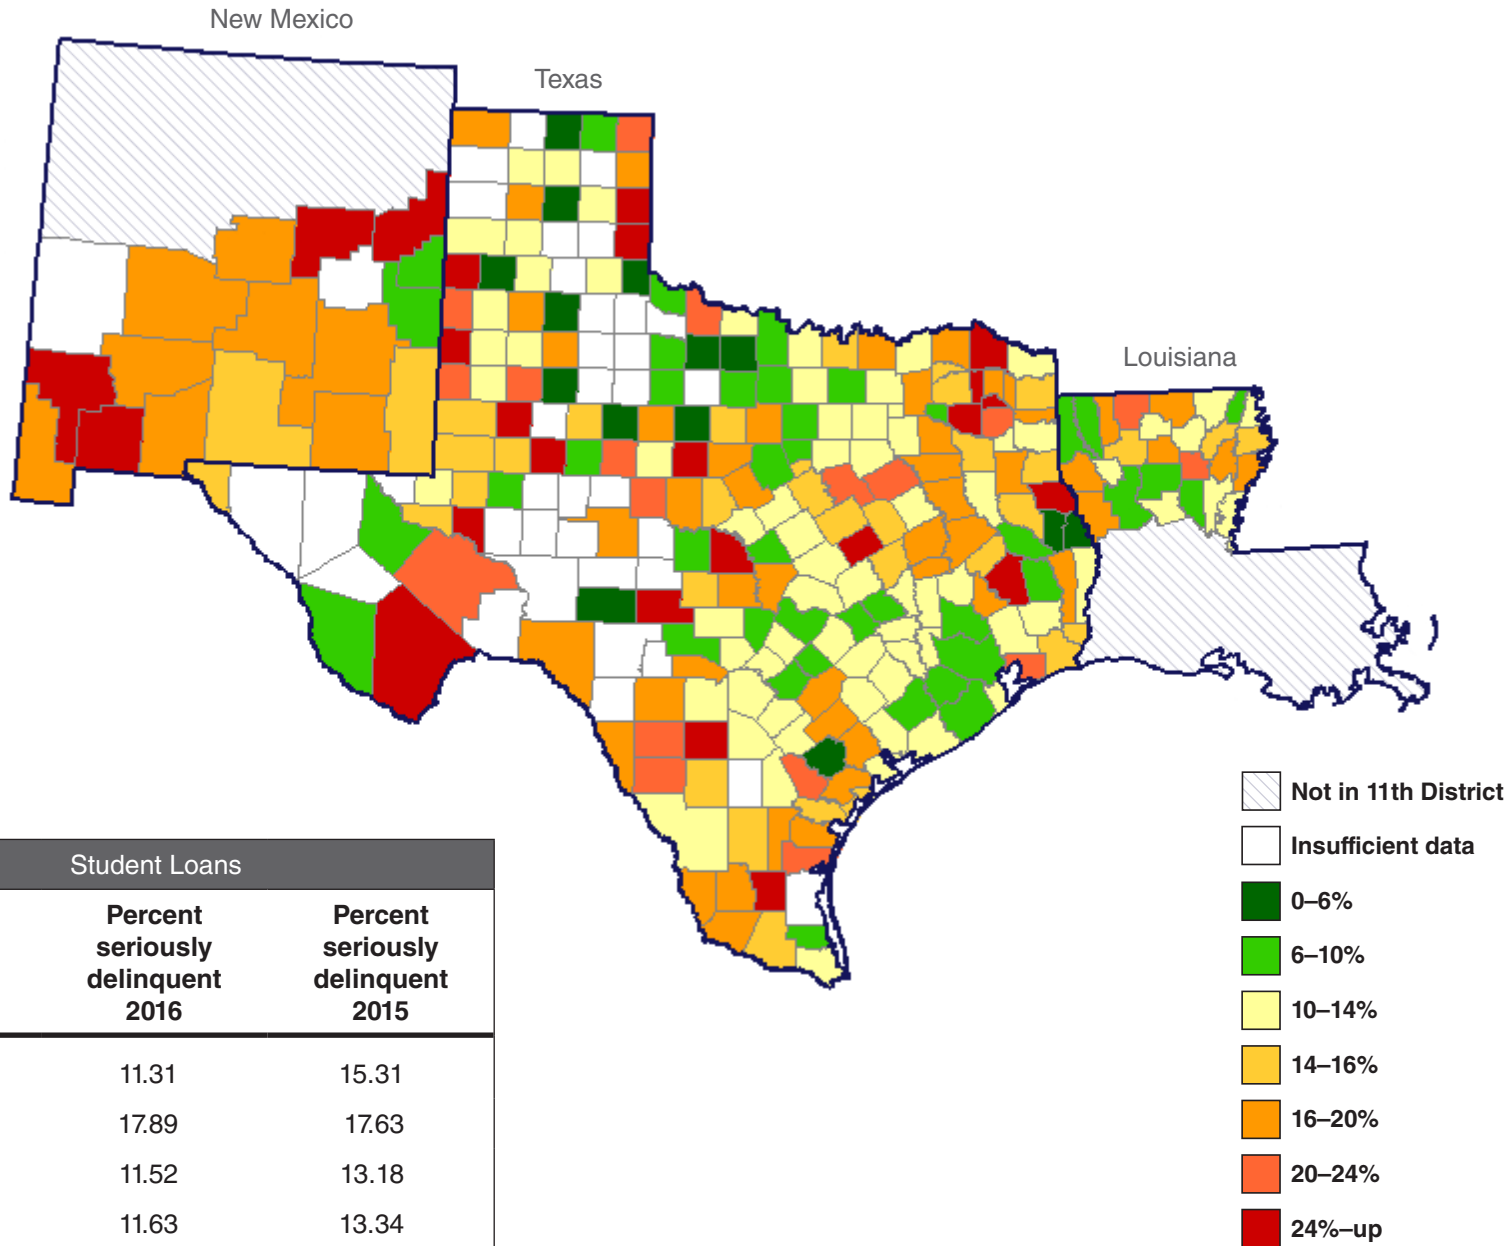 New Mexico
Texas
Louisiana
Not in 11th District
Insufficient data
0–6%
6–10%
10–14%
14–16%
16–20%
20–24%
24%–up
Student Loans
Percent seriously delinquent 2016
Percent seriously delinquent 2015
11.31 15.31
17.89 17.63
11.52 13.18
11.63 13.34